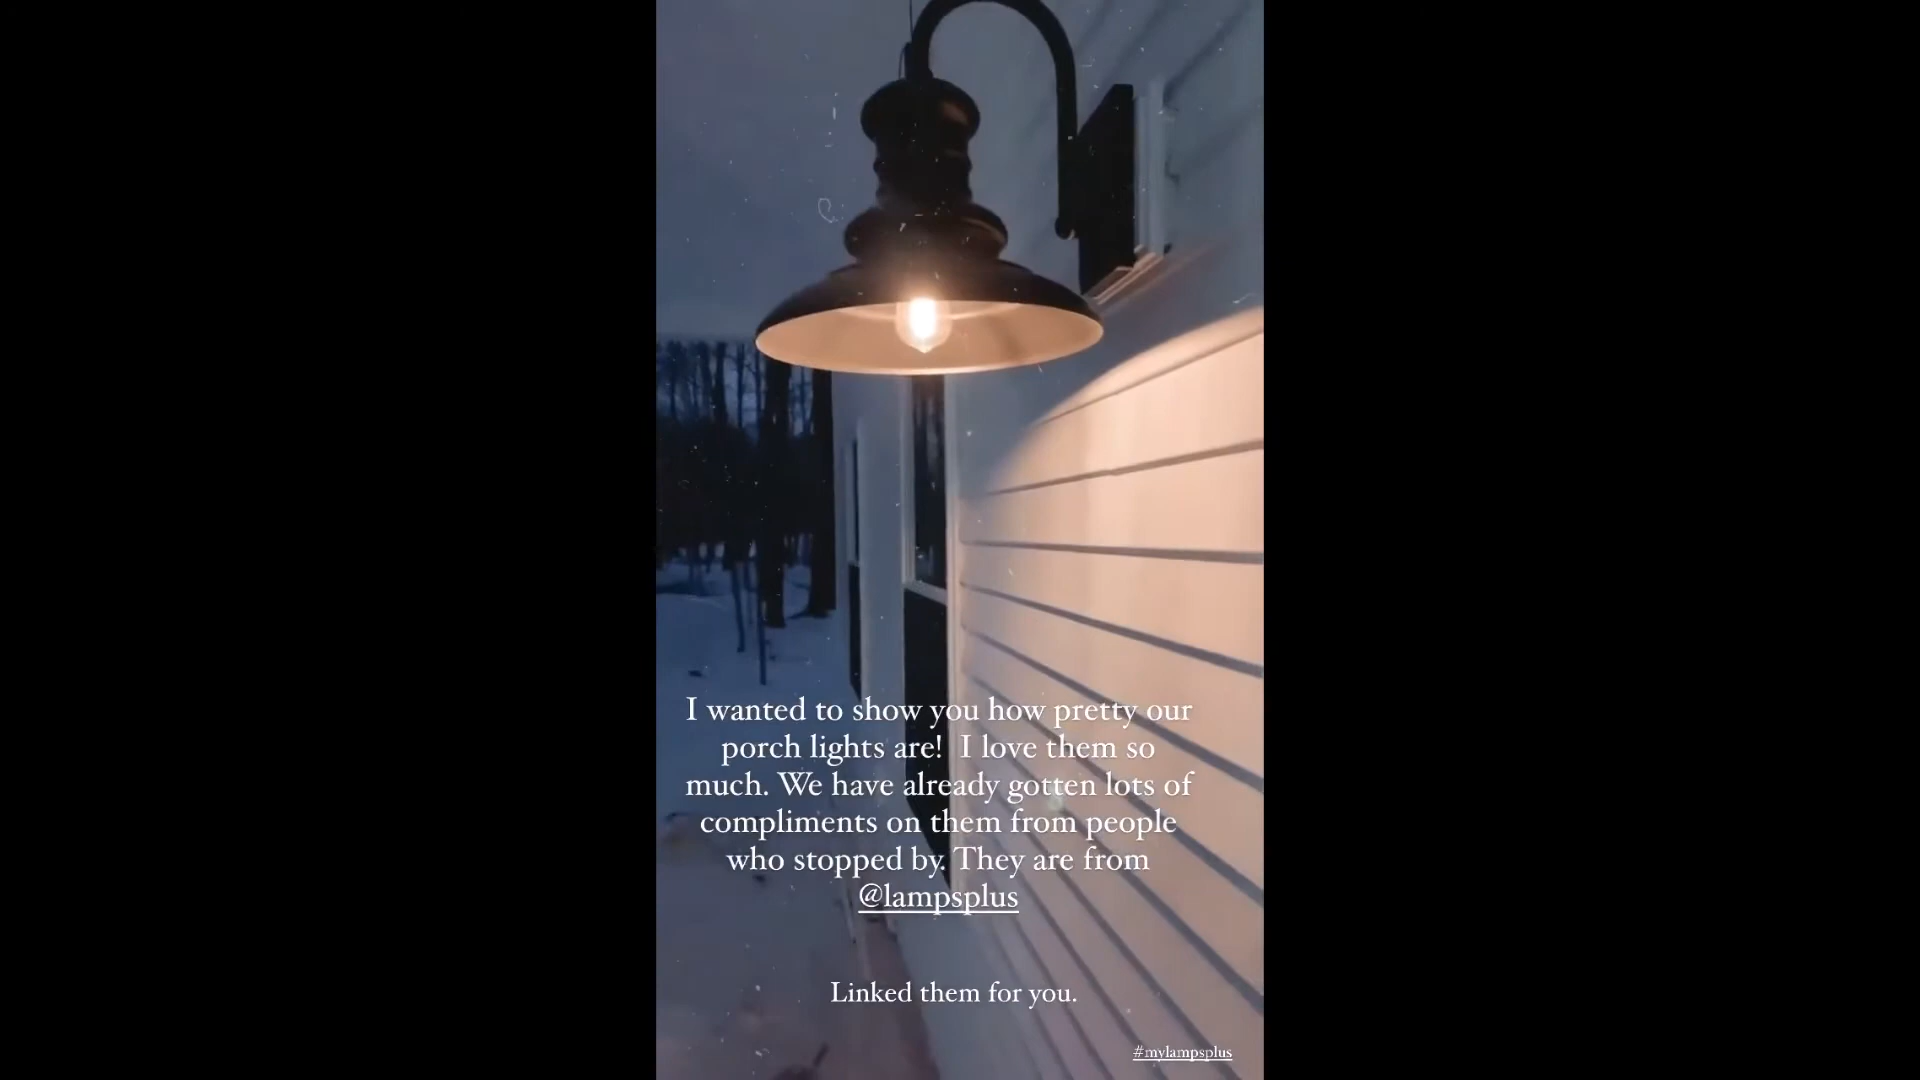 I wanted to show you how pretty our
porch lights are!  I love them so
much. We have already gotten lots of
compliments on them from people
who stopped by. They are from
@lampsplus
Linked them for you.
#mylampsplus